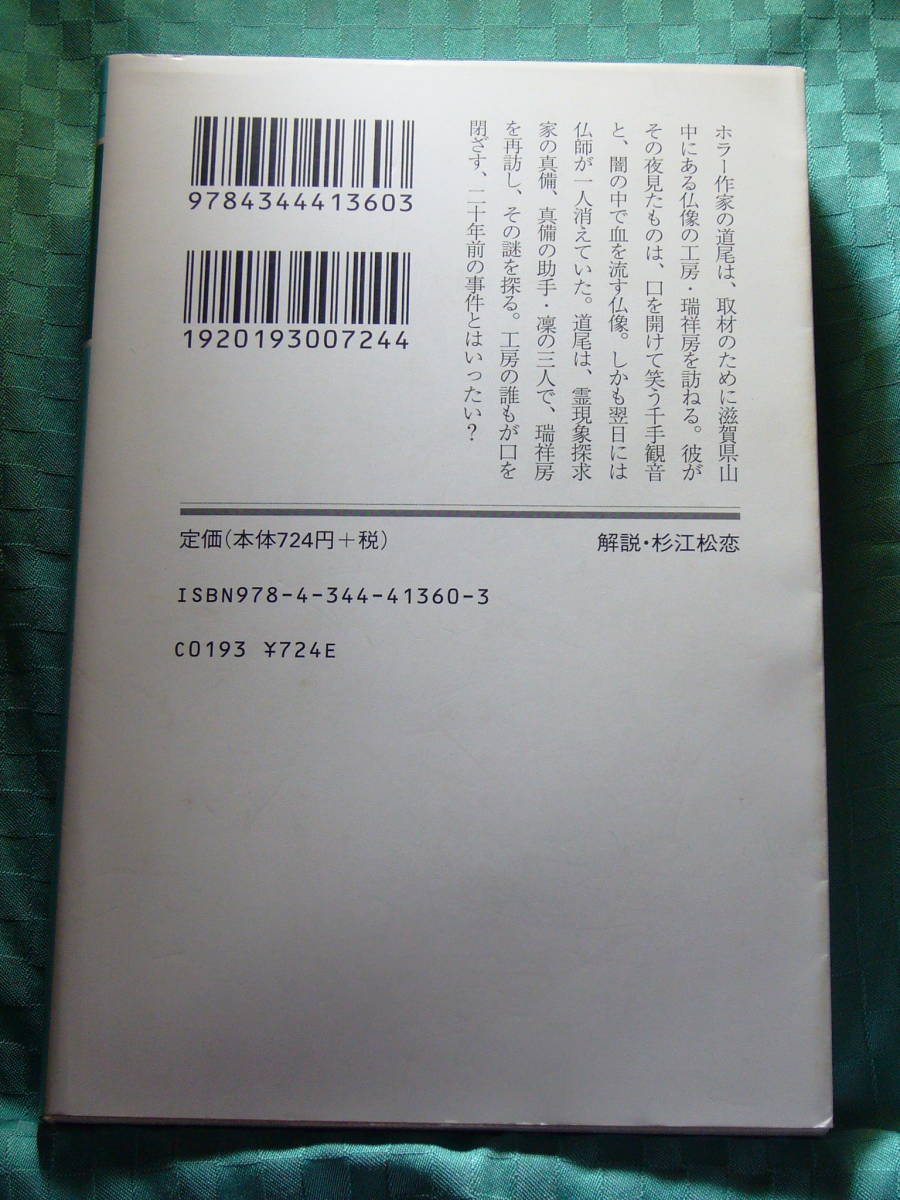 ホラー作家の道尾は、取材のために滋賀県山
中にある仏像の工房・瑞祥房を訪ねる。彼が
その夜見たものは、口を開けて笑う千手観音
と、闇の中で血を流す仏像。しかも翌日には
仏師が一人消えていた。道尾は、霊現象探求
家の真備、真備の助手・凜の三人で、瑞祥房
を再訪し、その謎を探る。工房の誰もが口を
閉ざす、二十年前の事件とはいったい？
9784344413603
1920193007244
定価（本体724円＋税）
解説・杉江松恋
ISBN978-4-344-41360-3
C0193 ¥724E